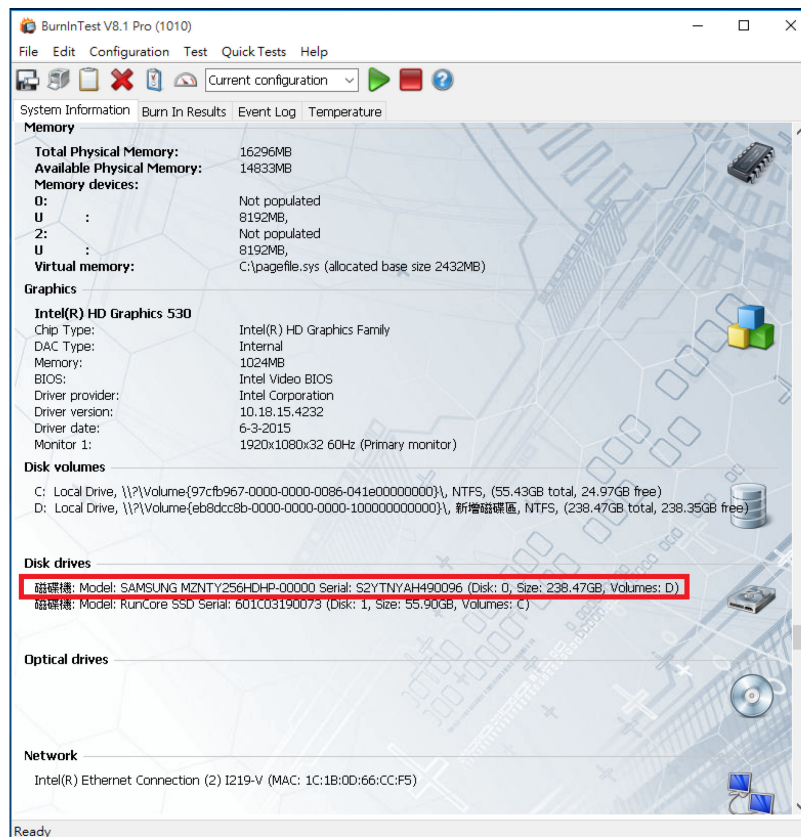 BurnInTest V8.1 Pro (1010)
File Edit Configuration Test Quick Tests Help
Current configuration
System Information Burn In Results Event Log Temperature
Memory
Total Physical Memory: 16296MB
Available Physical Memory: 14833MB
Memory devices:
0: Not populated
U : 8192MB,
2: Not populated
U : 8192MB,
Virtual memory: C:\pagefile.sys (allocated base size 2432MB)
Graphics
Intel(R) HD Graphics 530
Chip Type: Intel(R) HD Graphics Family
DAC Type: Internal
Memory: 1024MB
BIOS: Intel Video BIOS
Driver provider: Intel Corporation
Driver version: 10.18.15.4232
Driver date: 6-3-2015
Monitor 1: 1920x1080x32 60Hz (Primary monitor)
Disk volumes
C: Local Drive, \\?\Volume{97cfb967-0000-0000-0086-041e00000000}\, NTFS, (55.43GB total, 24.97GB free)
D: Local Drive, \\?\Volume{eb8dcc8b-0000-0000-0000-100000000000}\, 新增磁碟區, NTFS, (238.47GB total, 238.35GB free)
Disk drives
磁碟機: Model: SAMSUNG MZNTY256HDHP-00000 Serial: S2YTNYAH490096 (Disk: 0, Size: 238.47GB, Volumes: D)
磁碟機: Model: RunCore SSD Serial: 601C03190073 (Disk: 1, Size: 55.90GB, Volumes: C)
Optical drives
Network
Intel(R) Ethernet Connection (2) I219-V (MAC: 1C:1B:0D:66:CC:F5)
Ready